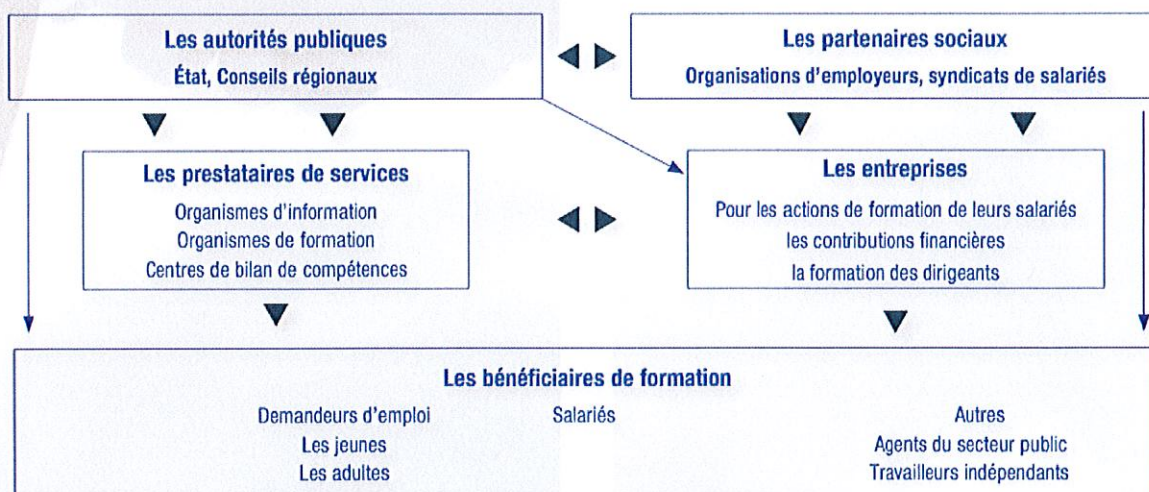 Les autorités publiques
État, Conseils régionaux
Les partenaires sociaux
Organisations d'employeurs, syndicats de salariés
Les prestataires de services
Organismes d'information
Organismes de formation
Centres de bilan de compétences
Les entreprises
Pour les actions de formation de leurs salariés
les contributions financières
la formation des dirigeants
Les bénéficiaires de formation
Demandeurs d'emploi
Les jeunes
Les adultes
Salariés
Autres
Agents du secteur public
Travailleurs indépendants